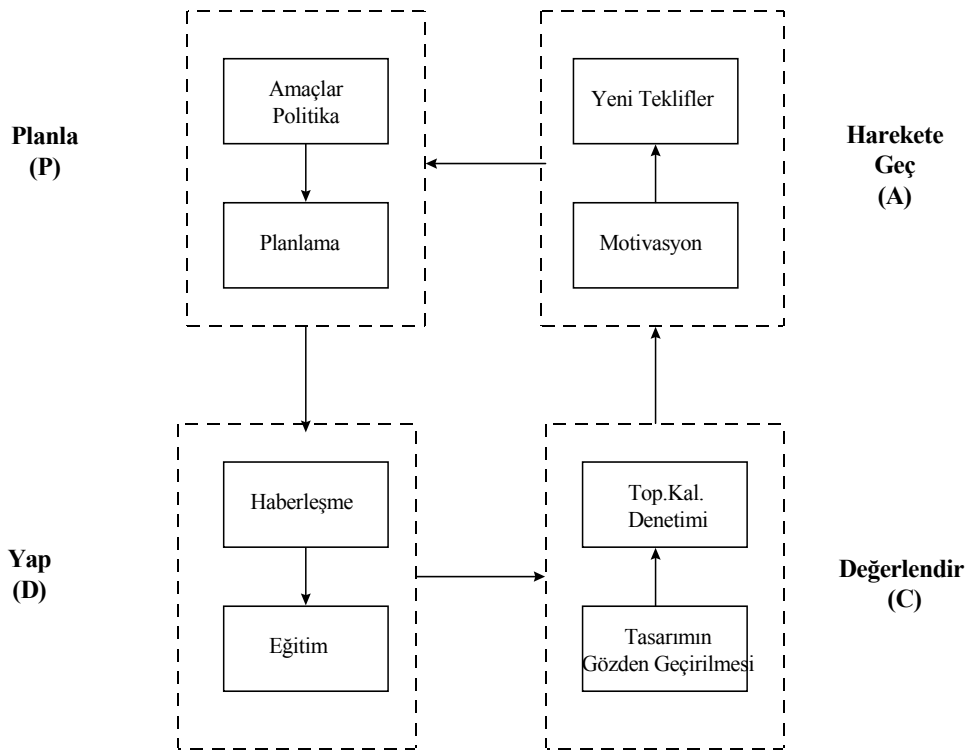 Planla
(P)
Amaçlar
Politika
Planlama
Yeni Teklifler
Motivasyon
Harekete
Geç
(A)
Yap
(D)
Haberleşme
Eğitim
Top.Kal.
Denetimi
Tasarımın
Gözden Geçirilmesi
Değerlendir
(C)